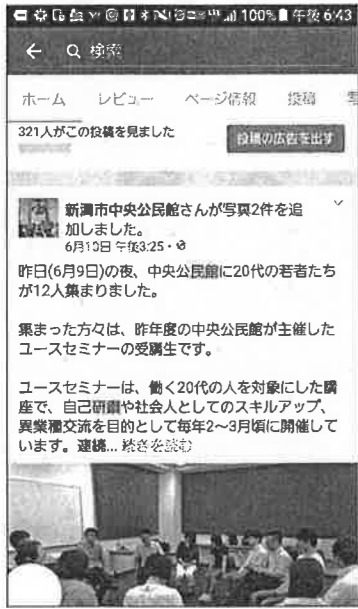 100% 午後 6:43
検索
ホーム レビュー ページ情報 投稿
321人がこの投稿を見ました
投稿の広告を出す
新潟市中央公民館さんが写真2件を追
加しました。
6月10日 午後3:25
昨日(6月9日)の夜、中央公民館に20代の若者たち
が12人集まりました。
集まった方々は、昨年度の中央公民館が主催した
ユースセミナーの受講生です。
ユースセミナーは、働く20代の人を対象にした講
座で、自己研鑽や社会人としてのスキルアップ、
異業種交流を目的として毎年2～3月頃に開催して
います。連続... 続きを読む